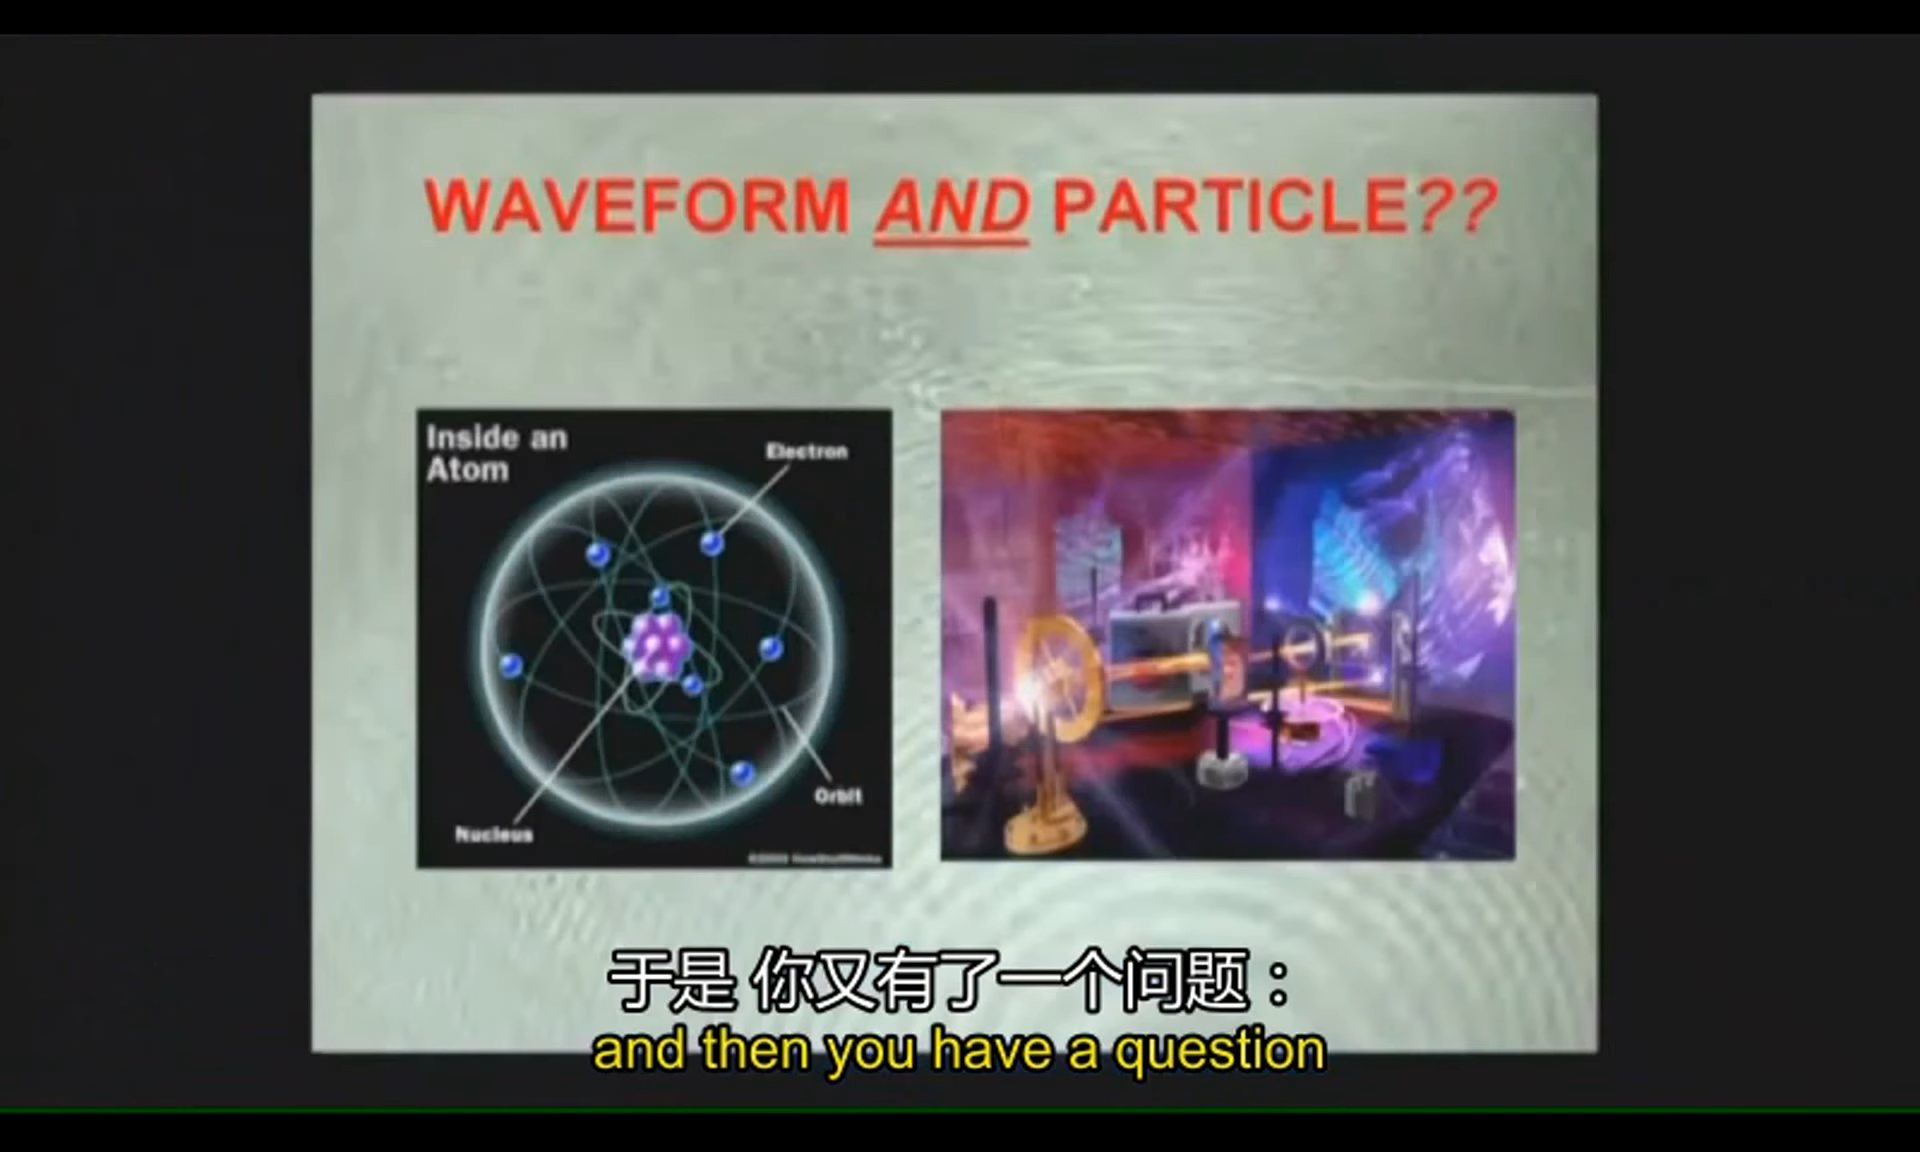 WAVEFORM AND PARTICLE??
Inside an
Atom
Electron
Orbit
Nucleus
于是 你又有了一个问题：
and then you have a question